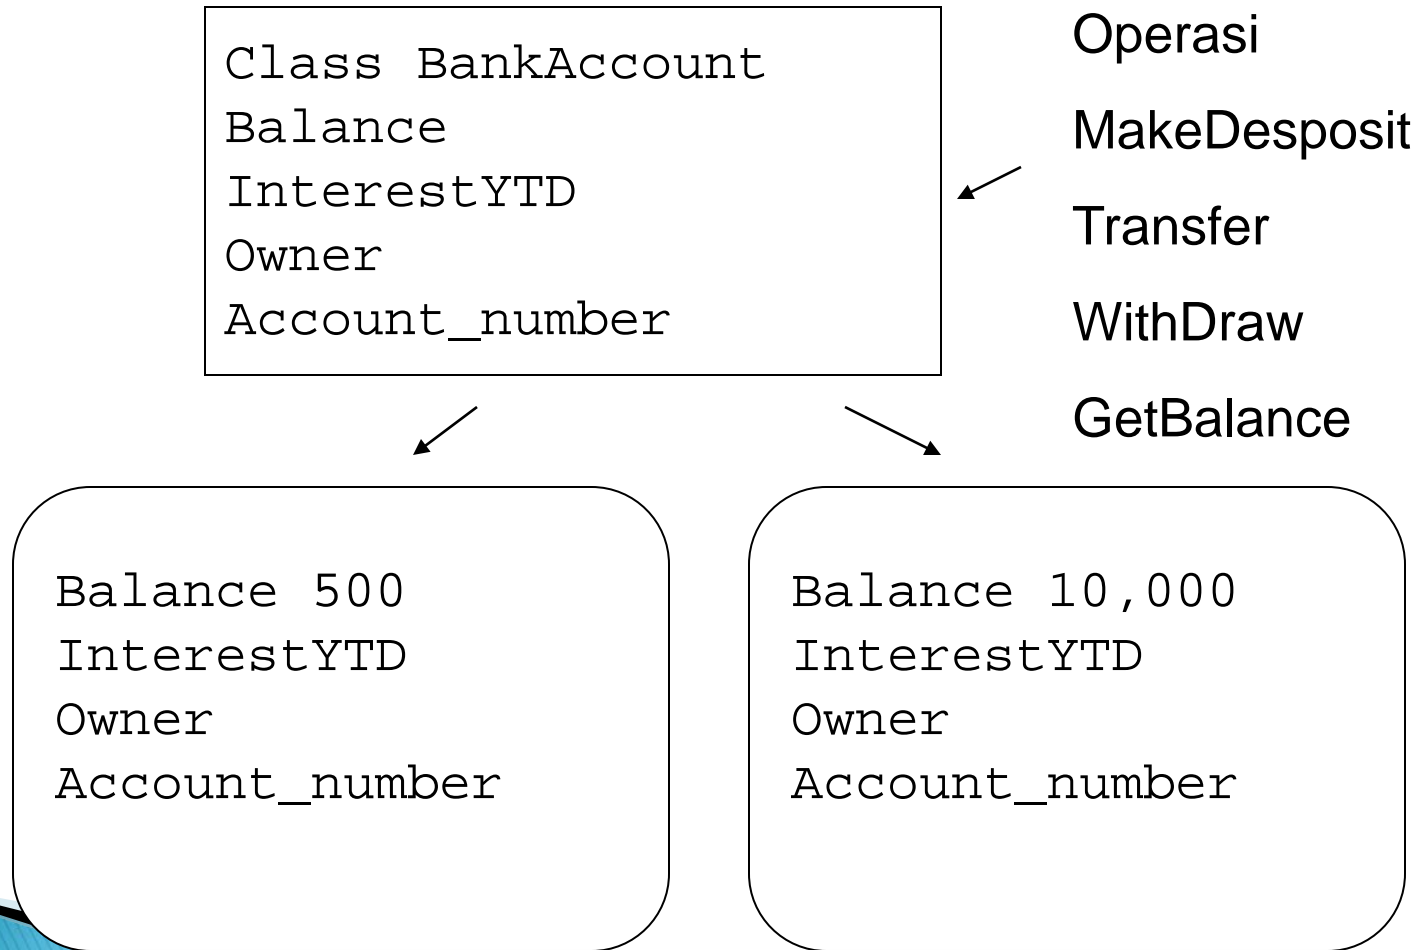 Class BankAccount
Balance
InterestYTD
Owner
Account_number
Operasi
MakeDesposit
Transfer
WithDraw
GetBalance
Balance 500
InterestYTD
Owner
Account_number
Balance 10,000
InterestYTD
Owner
Account_number